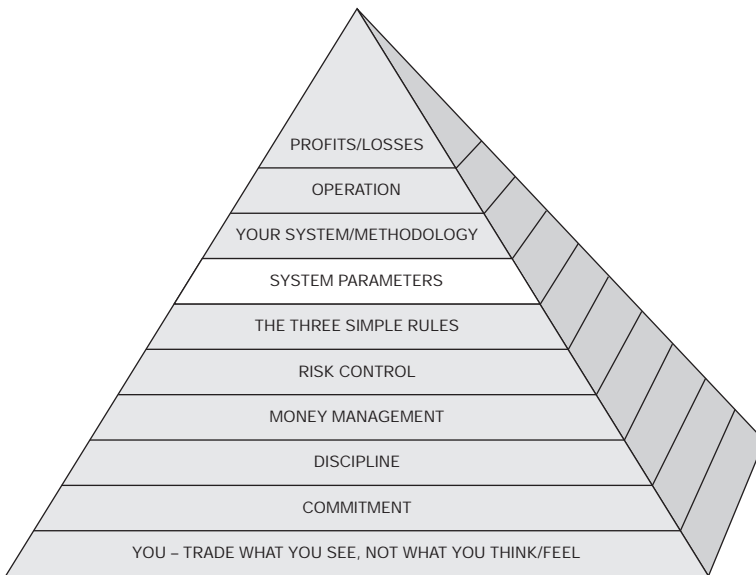 PROFITS/LOSSES
OPERATION
YOUR SYSTEM/METHODOLOGY
SYSTEM PARAMETERS
THE THREE SIMPLE RULES
RISK CONTROL
MONEY MANAGEMENT
DISCIPLINE
COMMITMENT
YOU – TRADE WHAT YOU SEE, NOT WHAT YOU THINK/FEEL